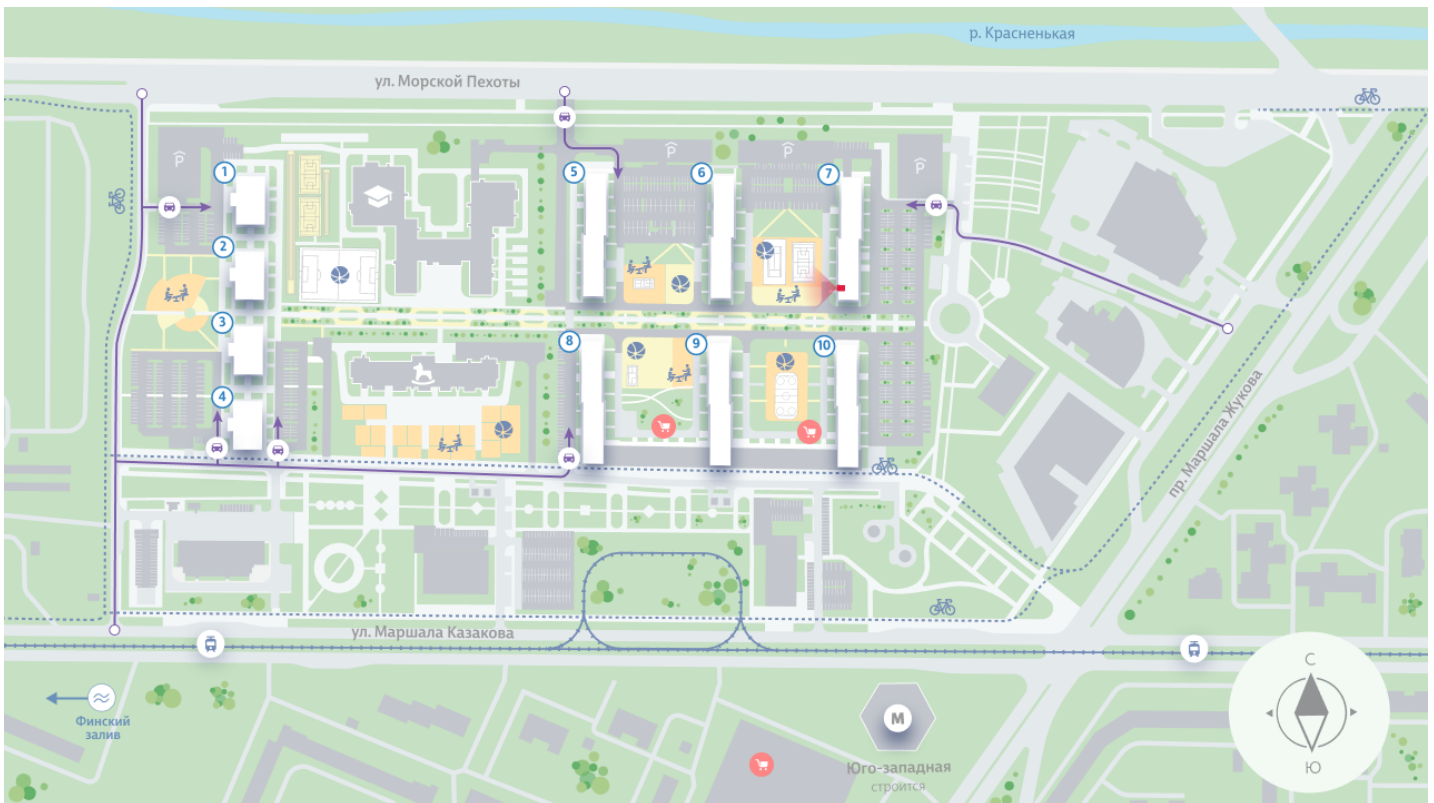 р. Красненькая
ул. Морской Пехоты
P
P
P
P
1
5
6
7
2
3
8
9
10
4
пр. Маршала Жукова
ул. Маршала Казакова
С
Финский
залив
М
Юго-западная
строится
Ю